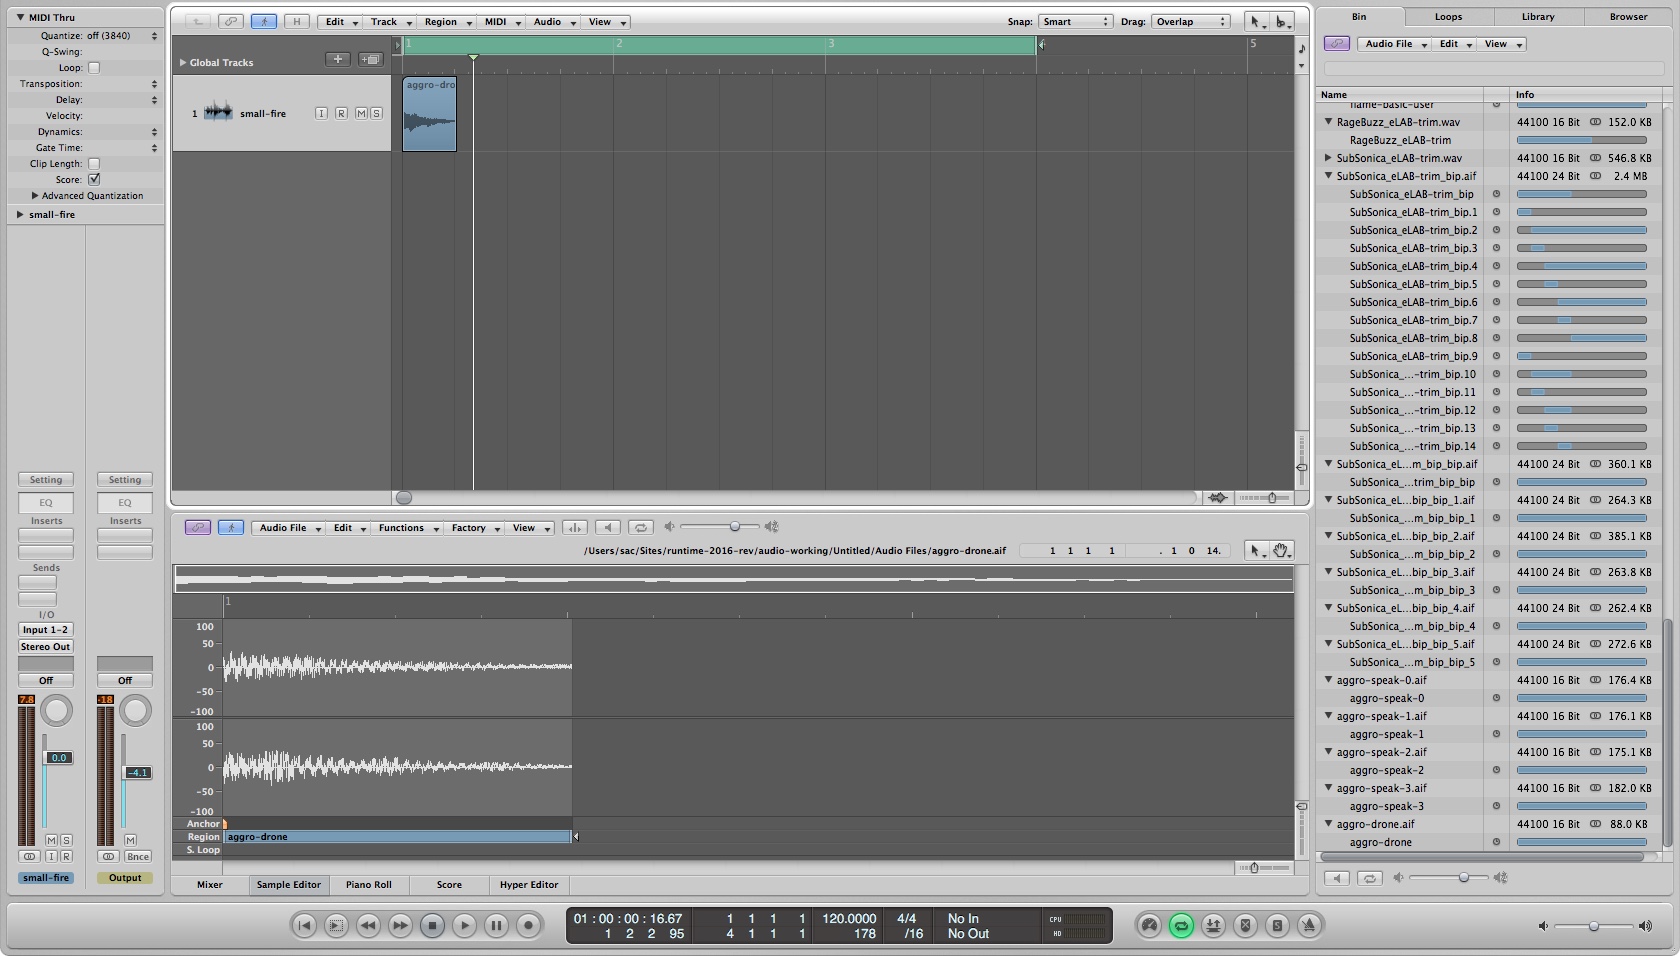 MIDI Thru
Quantize: off (3840)
Q-Swing:
Loop:
Transposition:
Delay:
Velocity:
Dynamics:
Gate Time:
Clip Length:
Score:
Advanced Quantization
small-fire
Setting Setting
EQ EQ
Inserts Inserts
Sends
I/O
Input 1-2
Stereo Out
Off Off
7.8 -18
0.0 -4.1
M S M
I R Bnce
small-fire Output
H Edit Track Region MIDI Audio View Snap: Smart Drag: Overlap
Global Tracks 1 2 3 5
1 small-fire I R M S aggro-dro
Audio File Edit Functions Factory View
/Users/sac/Sites/runtime-2016-rev/audio-working/Untitled/Audio Files/aggro-drone.aif 1 1 1 1 . 1 0 14.
1
100
50
0
-50
-100
100
50
0
-50
-100
Anchor
Region aggro-drone
S. Loop
Mixer Sample Editor Piano Roll Score Hyper Editor
Bin Loops Library Browser
Audio File Edit View
Name Info
name-basic-user
RageBuzz_eLAB-trim.wav 44100 16 Bit 152.0 KB
RageBuzz_eLAB-trim
SubSonica_eLAB-trim.wav 44100 16 Bit 546.8 KB
SubSonica_eLAB-trim_bip.aif 44100 24 Bit 2.4 MB
SubSonica_eLAB-trim_bip
SubSonica_eLAB-trim_bip.1
SubSonica_eLAB-trim_bip.2
SubSonica_eLAB-trim_bip.3
SubSonica_eLAB-trim_bip.4
SubSonica_eLAB-trim_bip.5
SubSonica_eLAB-trim_bip.6
SubSonica_eLAB-trim_bip.7
SubSonica_eLAB-trim_bip.8
SubSonica_eLAB-trim_bip.9
SubSonica_...-trim_bip.10
SubSonica_...-trim_bip.11
SubSonica_...-trim_bip.12
SubSonica_...-trim_bip.13
SubSonica_...-trim_bip.14
SubSonica_eL...m_bip_bip.aif 44100 24 Bit 360.1 KB
SubSonica_...trim_bip_bip
SubSonica_eL...bip_bip_1.aif 44100 24 Bit 264.3 KB
SubSonica_...m_bip_bip_1
SubSonica_eL...bip_bip_2.aif 44100 24 Bit 385.1 KB
SubSonica_...m_bip_bip_2
SubSonica_eL...bip_bip_3.aif 44100 24 Bit 263.8 KB
SubSonica_...m_bip_bip_3
SubSonica_eL...bip_bip_4.aif 44100 24 Bit 262.4 KB
SubSonica_...m_bip_bip_4
SubSonica_eL...bip_bip_5.aif 44100 24 Bit 272.6 KB
SubSonica_...m_bip_bip_5
aggro-speak-0.aif 44100 16 Bit 176.4 KB
aggro-speak-0
aggro-speak-1.aif 44100 16 Bit 176.1 KB
aggro-speak-1
aggro-speak-2.aif 44100 16 Bit 175.1 KB
aggro-speak-2
aggro-speak-3.aif 44100 16 Bit 182.0 KB
aggro-speak-3
aggro-drone.aif 44100 16 Bit 88.0 KB
aggro-drone
01 : 00 : 00 : 16.67 1 1 1 1 120.0000 4/4 No In CPU
1 2 2 95 4 1 1 1 178 /16 No Out HD
S